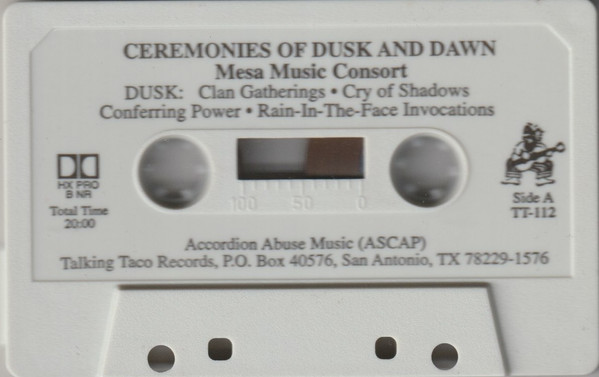 CEREMONIES OF DUSK AND DAWN
Mesa Music Consort
DUSK: Clan Gatherings • Cry of Shadows
Conferring Power • Rain-In-The-Face Invocations
HX PRO
B NR
Total Time
20:00
100 50 0
Side A
TT-112
Accordion Abuse Music (ASCAP)
Talking Taco Records, P.O. Box 40576, San Antonio, TX 78229-1576